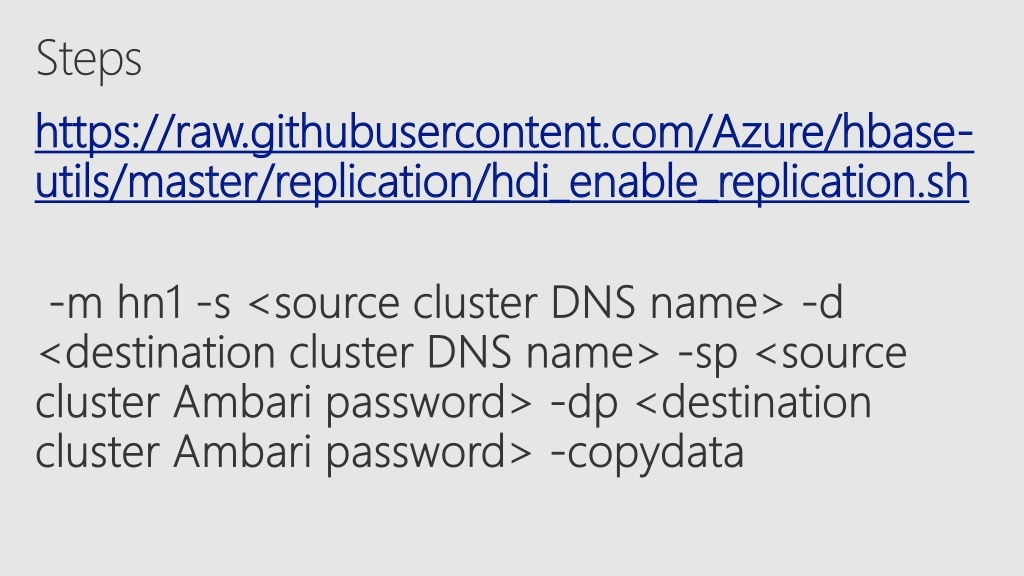 Steps
https://raw.githubusercontent.com/Azure/hbase-
utils/master/replication/hdi_enable_replication.sh
-m hn1 -s <source cluster DNS name> -d
<destination cluster DNS name> -sp <source
cluster Ambari password> -dp <destination
cluster Ambari password> -copydata